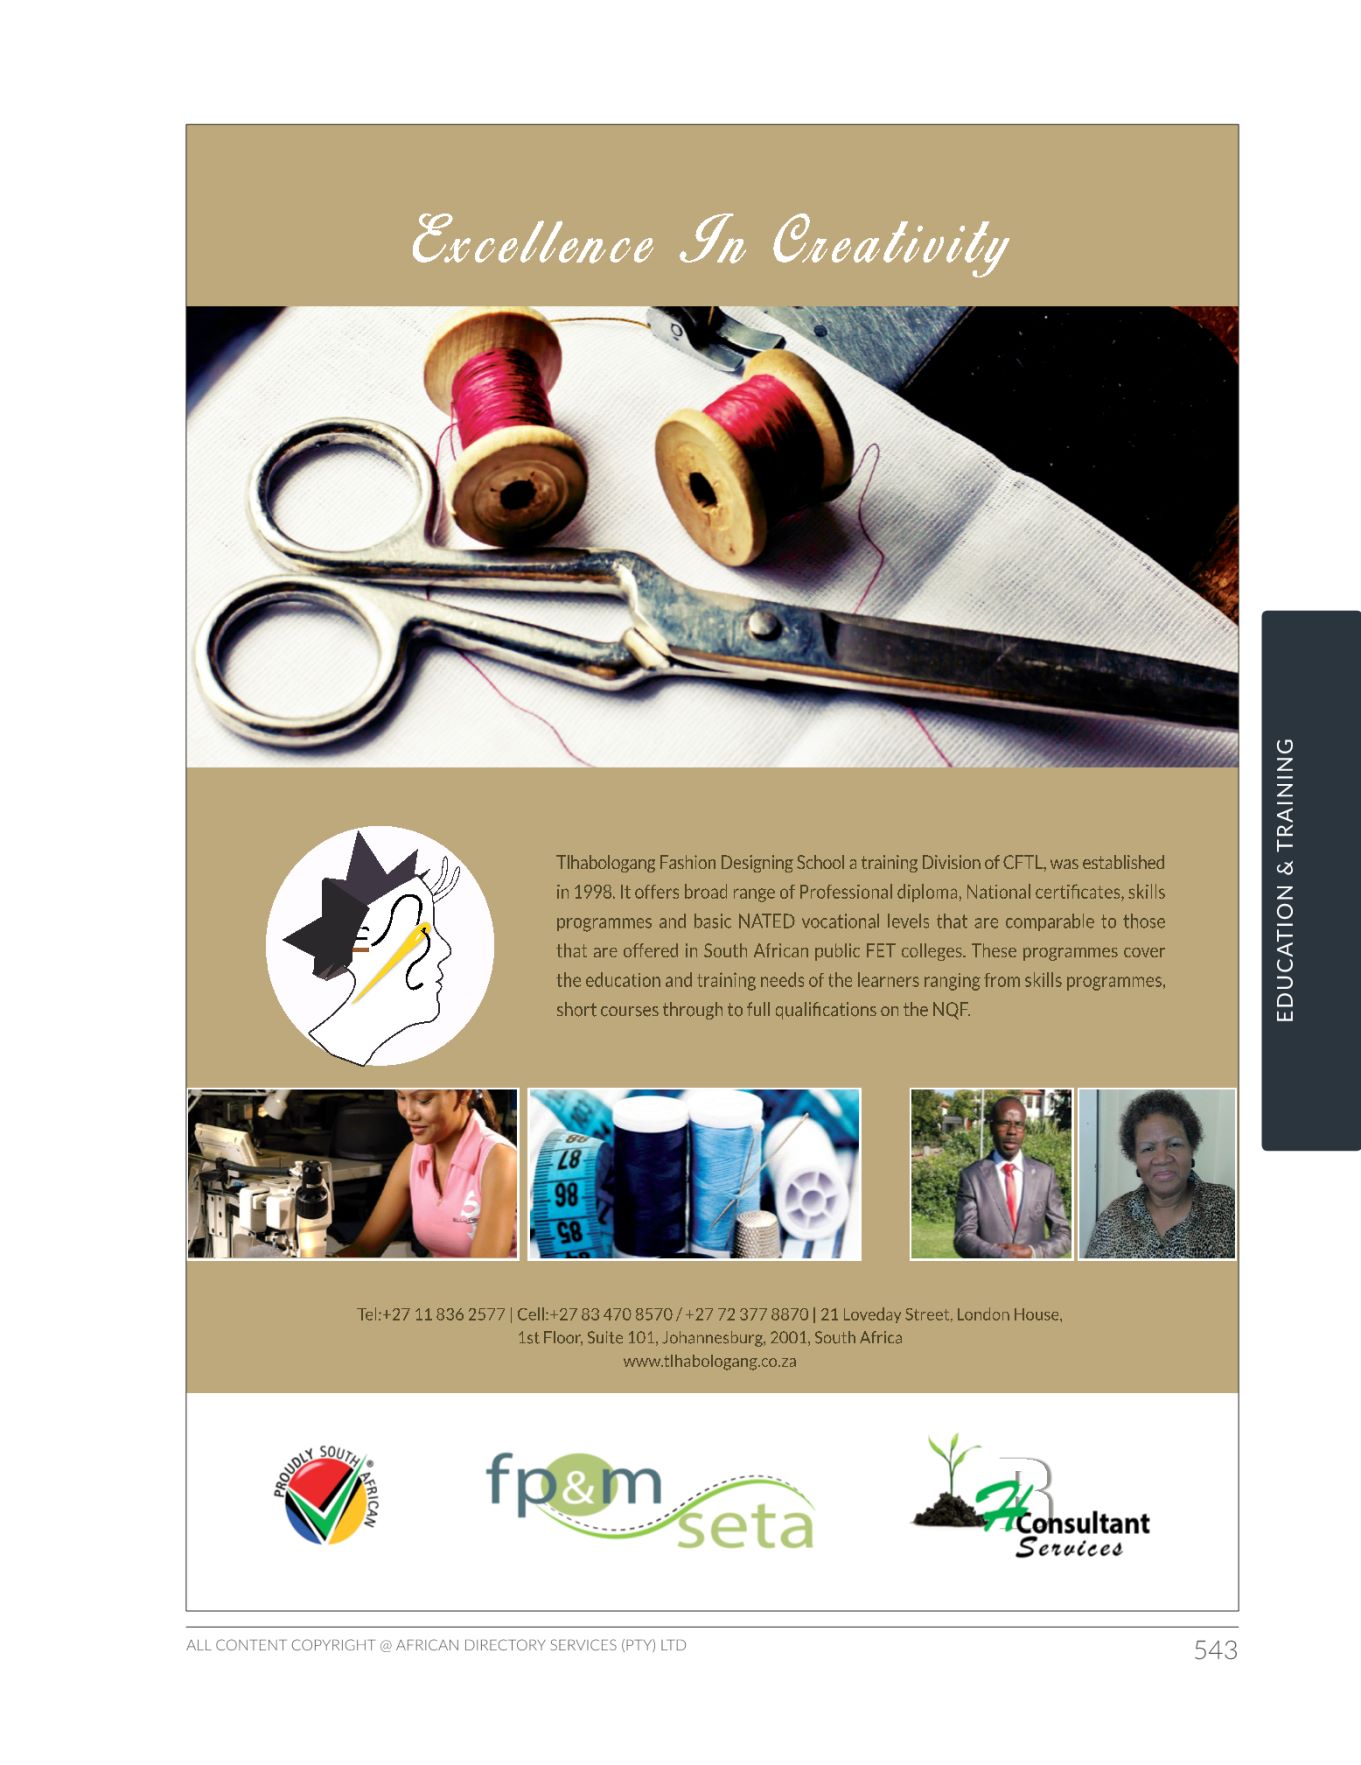 Excellence In Creativity
Tlhabologang Fashion Designing School a training Division of CFTL, was established
in 1998. It offers broad range of Professional diploma, National certificates, skills
programmes and basic NATED vocational levels that are comparable to those
that are offered in South African public FET colleges. These programmes cover
the education and training needs of the learners ranging from skills programmes,
short courses through to full qualifications on the NQF.
88
87
86
85
84
Tel:+27 11 836 2577 | Cell:+27 83 470 8570 / +27 72 377 8870 | 21 Loveday Street, London House,
1st Floor, Suite 101, Johannesburg, 2001, South Africa
www.tlhabologang.co.za
PROUDLY SOUTH AFRICAN ®
fp&m
seta
HB
Consultant
Services
EDUCATION & TRAINING
ALL CONTENT COPYRIGHT @ AFRICAN DIRECTORY SERVICES (PTY) LTD
543